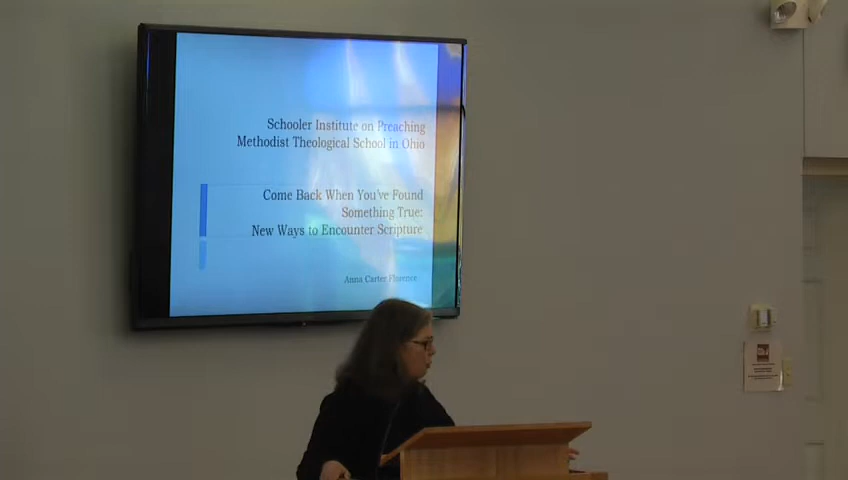 Schooler Institute on Preaching
Methodist Theological School in Ohio
Come Back When You've Found
Something True:
New Ways to Encounter Scripture
Anna Carter Florence